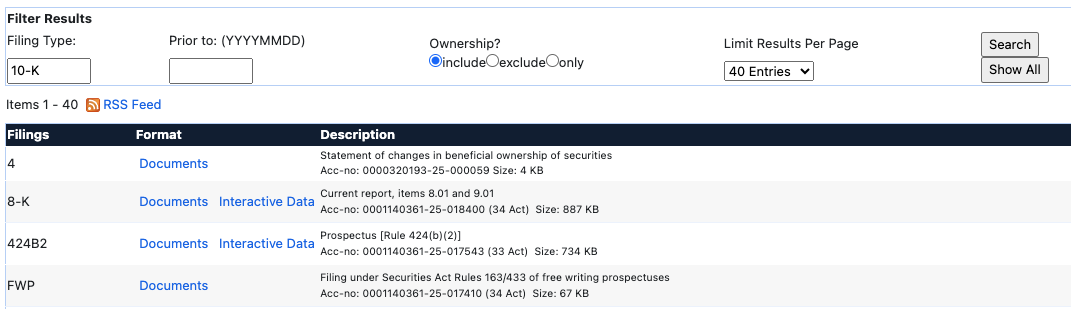 Filter Results
Filing Type: Prior to: (YYYYMMDD) Ownership? Limit Results Per Page Search
10-K include exclude only 40 Entries Show All
Items 1 - 40 RSS Feed
Filings Format Description
4 Documents Statement of changes in beneficial ownership of securities
Acc-no: 0000320193-25-000059 Size: 4 KB
8-K Documents Interactive Data Current report, items 8.01 and 9.01
Acc-no: 0001140361-25-018400 (34 Act) Size: 887 KB
424B2 Documents Interactive Data Prospectus [Rule 424(b)(2)]
Acc-no: 0001140361-25-017543 (33 Act) Size: 734 KB
FWP Documents Filing under Securities Act Rules 163/433 of free writing prospectuses
Acc-no: 0001140361-25-017410 (34 Act) Size: 67 KB